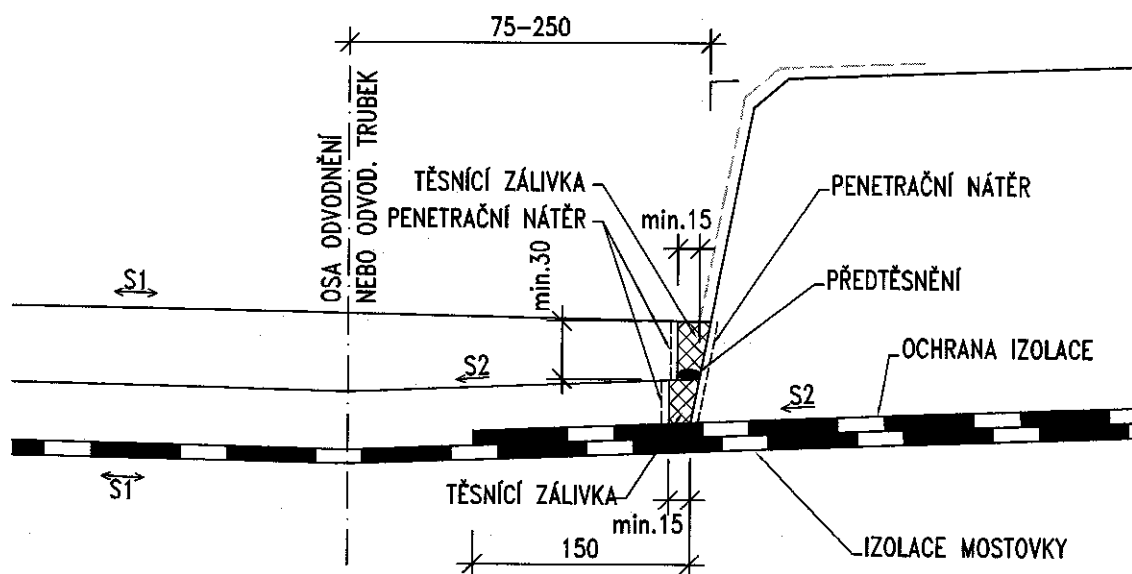 75-250
OSA ODVODNĚNÍ
NEBO ODVOD. TRUBEK
TĚSNÍCÍ ZÁLIVKA
PENETRAČNÍ NÁTĚR
min.15
PENETRAČNÍ NÁTĚR
min.30
PŘEDTĚSNĚNÍ
S1
OCHRANA IZOLACE
S2
S2
S1
TĚSNÍCÍ ZÁLIVKA
min.15
150
IZOLACE MOSTOVKY